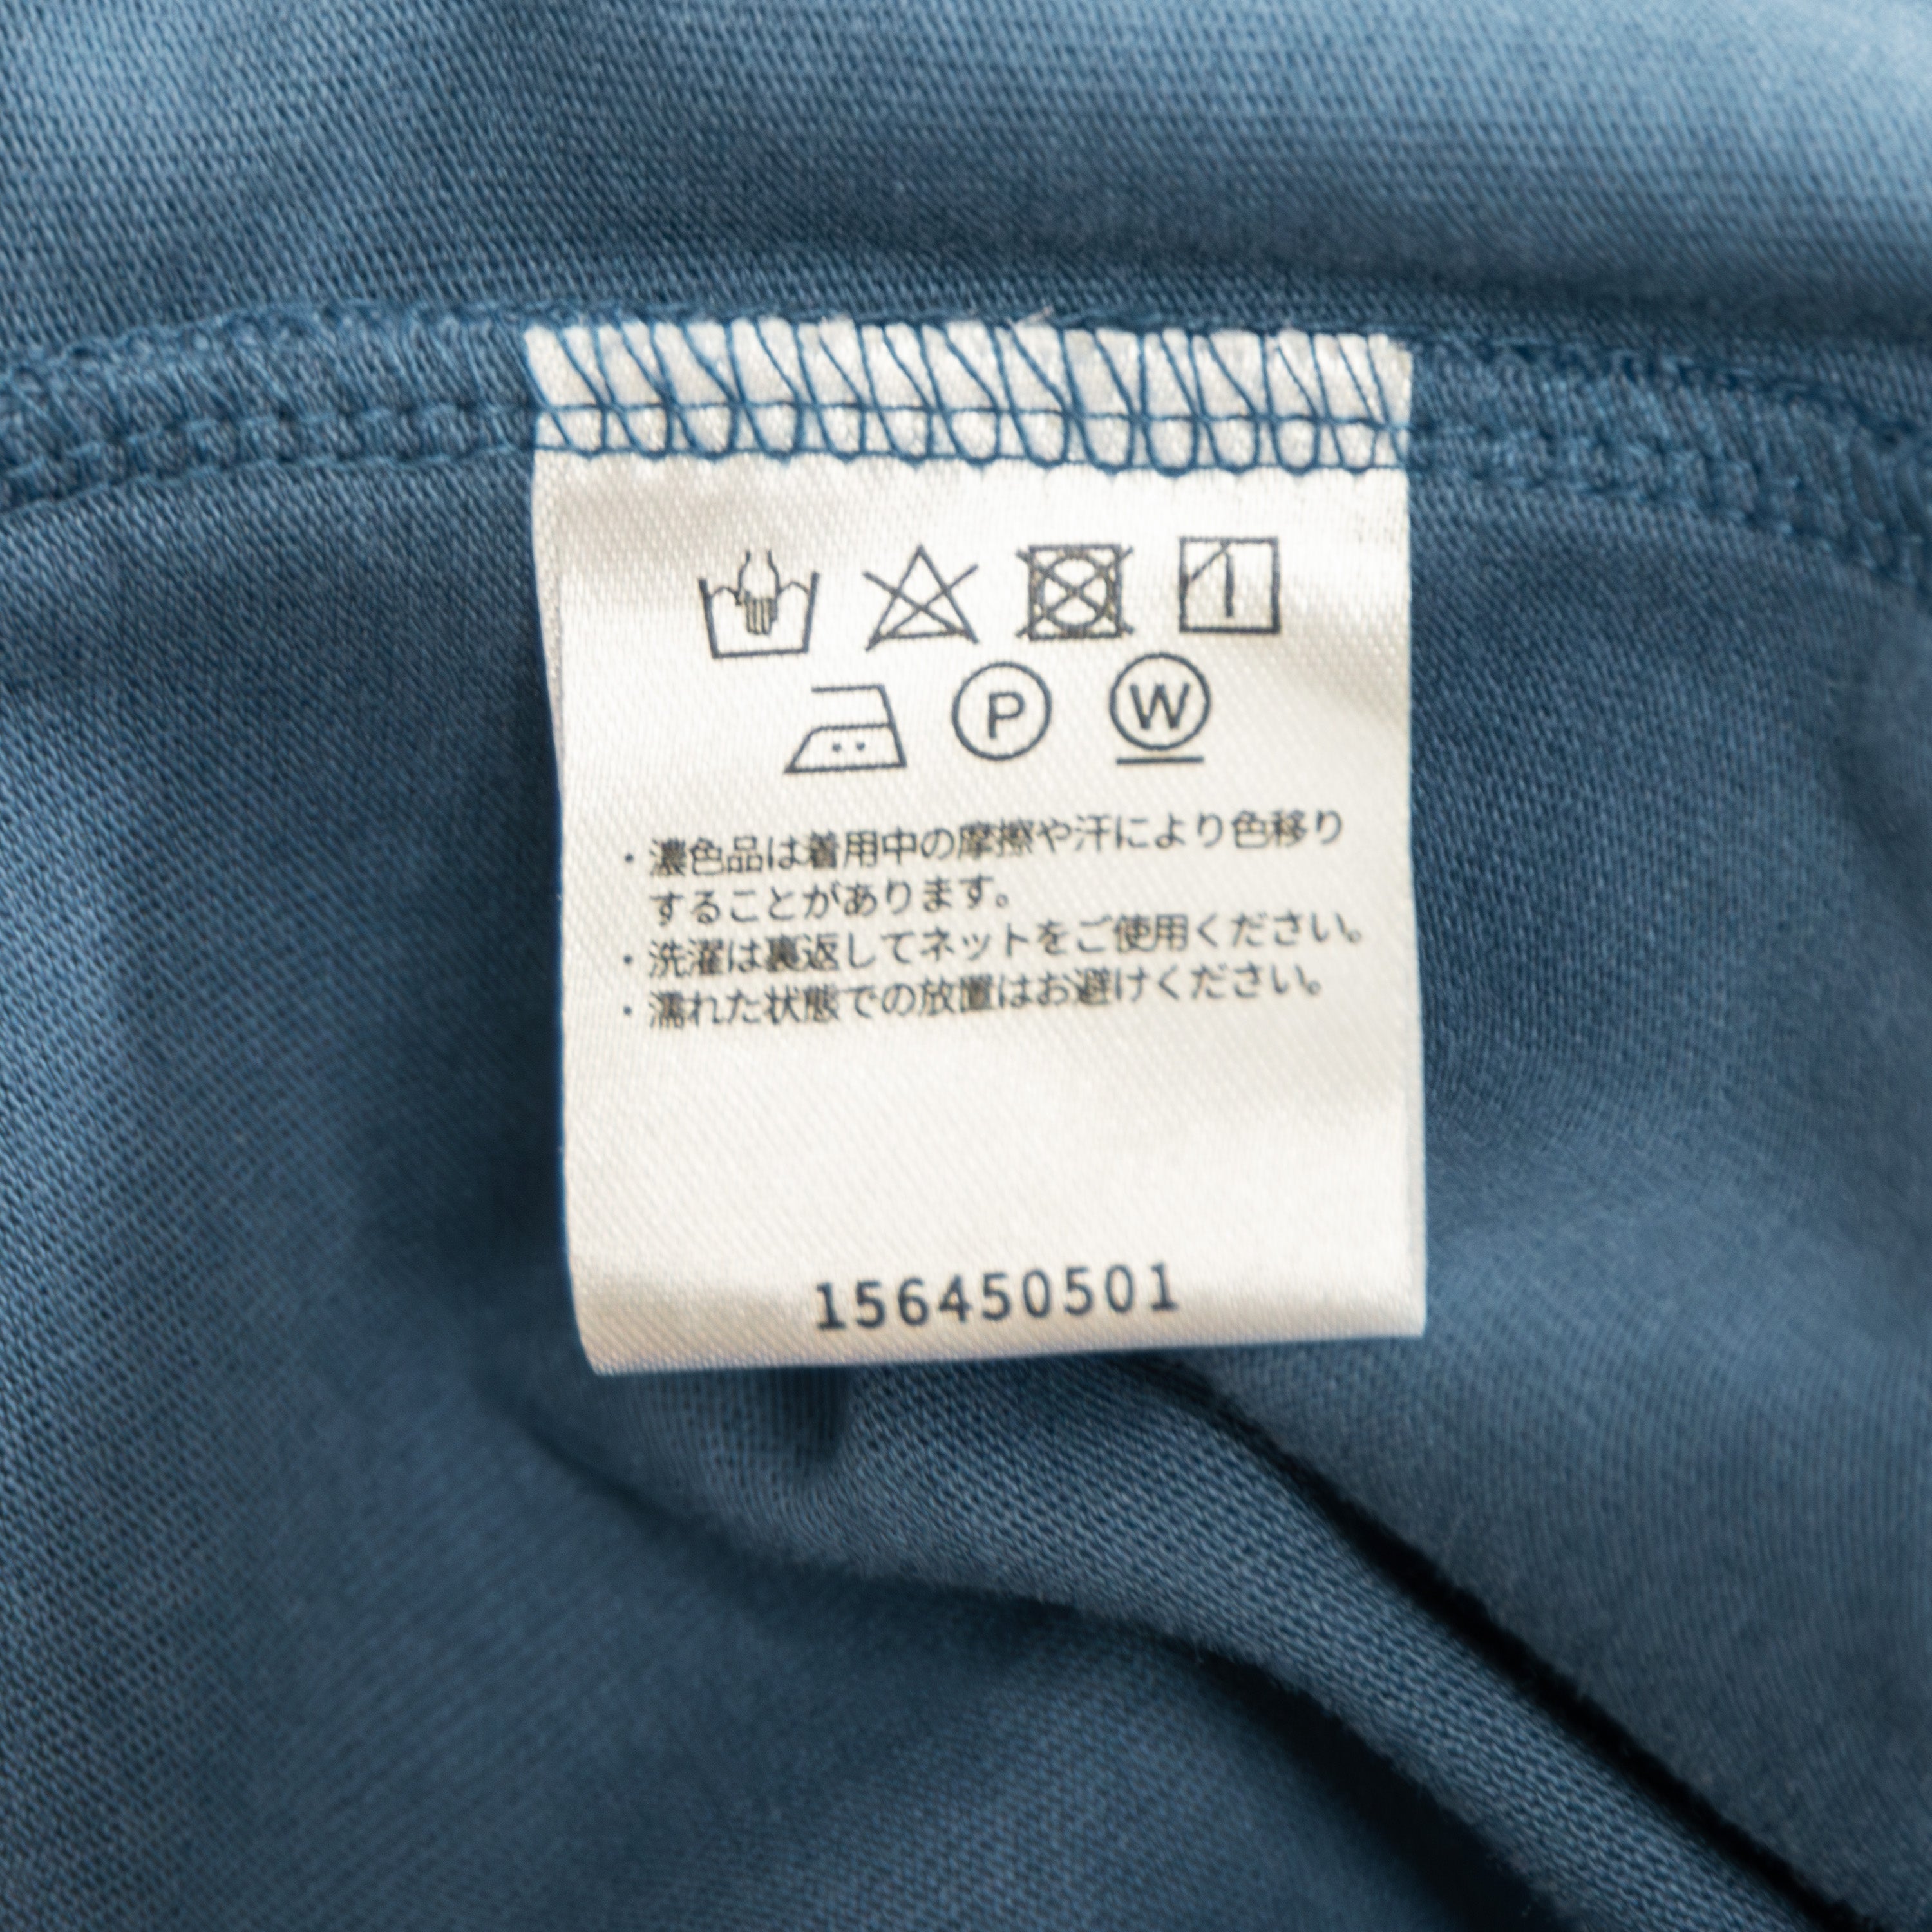 P W
・濃色品は着用中の摩擦や汗により色移り
することがあります。
・洗濯は裏返してネットをご使用ください。
・濡れた状態での放置はお避けください。
156450501